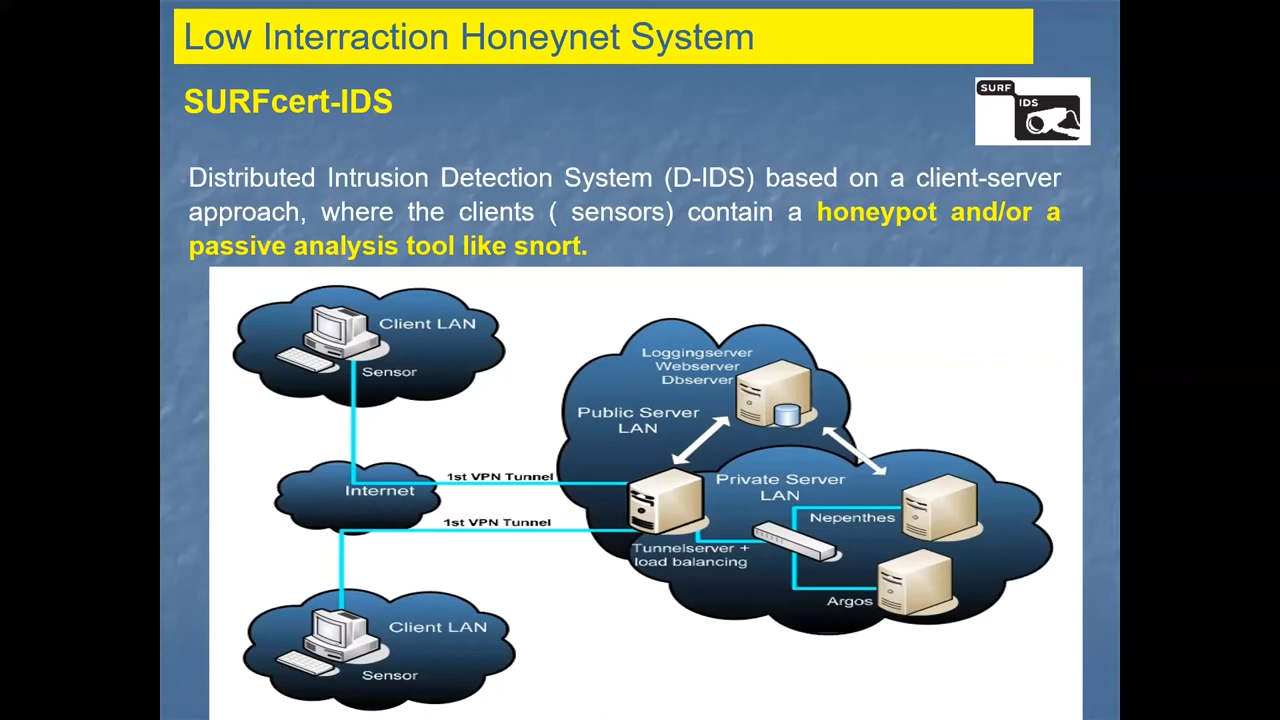 Low Interraction Honeynet System
SURFcert-IDS
SURF
IDS
Distributed Intrusion Detection System (D-IDS) based on a client-server
approach, where the clients ( sensors) contain a honeypot and/or a
passive analysis tool like snort.
Client LAN
Sensor
Loggingserver
Webserver
Dbserver
Public Server
LAN
1st VPN Tunnel
Internet
Private Server
LAN
Nepenthes
1st VPN Tunnel
Tunnelserver +
load balancing
Argos
Client LAN
Sensor